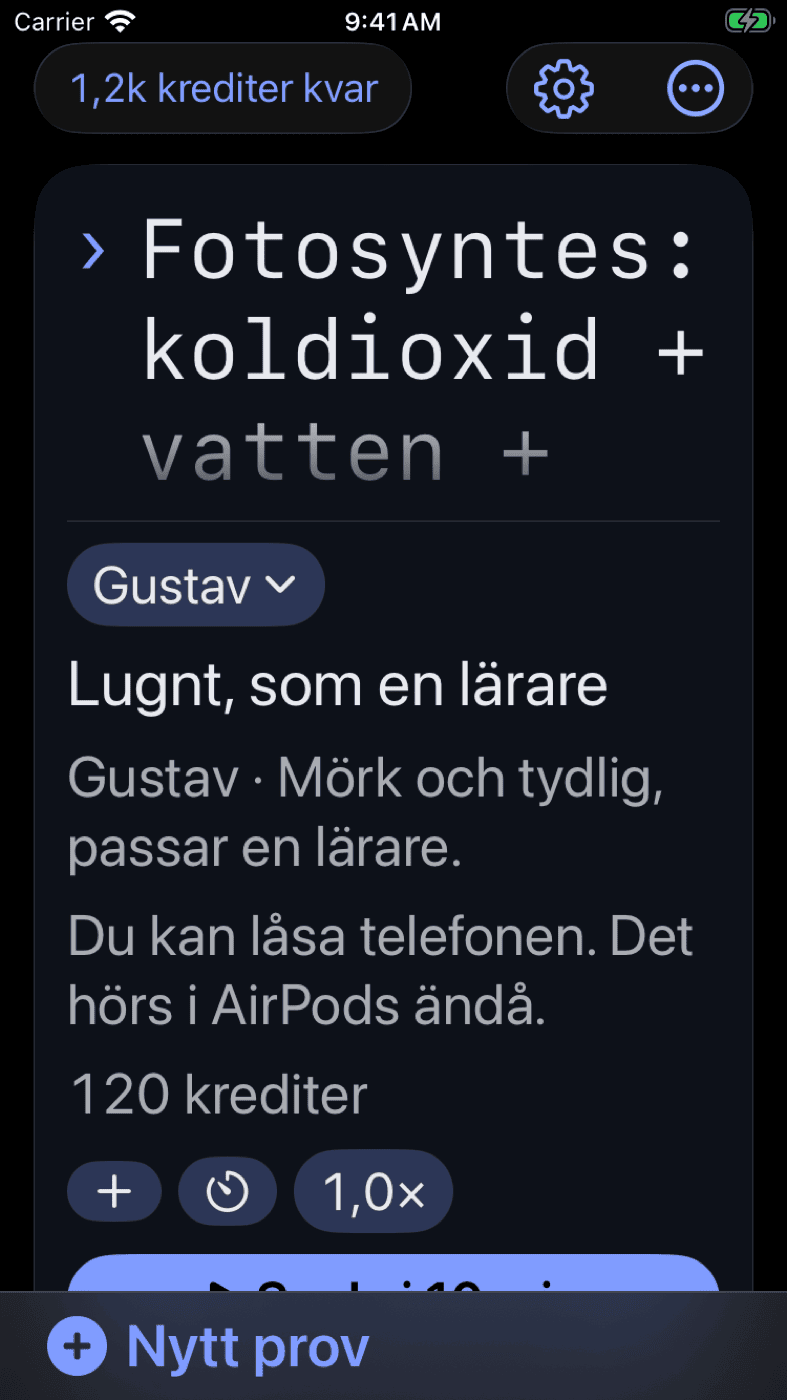 Carrier 9:41 AM
1,2k krediter kvar
Fotosyntes:
koldioxid +
vatten +
Gustav
Lugnt, som en lärare
Gustav · Mörk och tydlig,
passar en lärare.
Du kan låsa telefonen. Det
hörs i AirPods ändå.
120 krediter
1,0×
Nytt prov